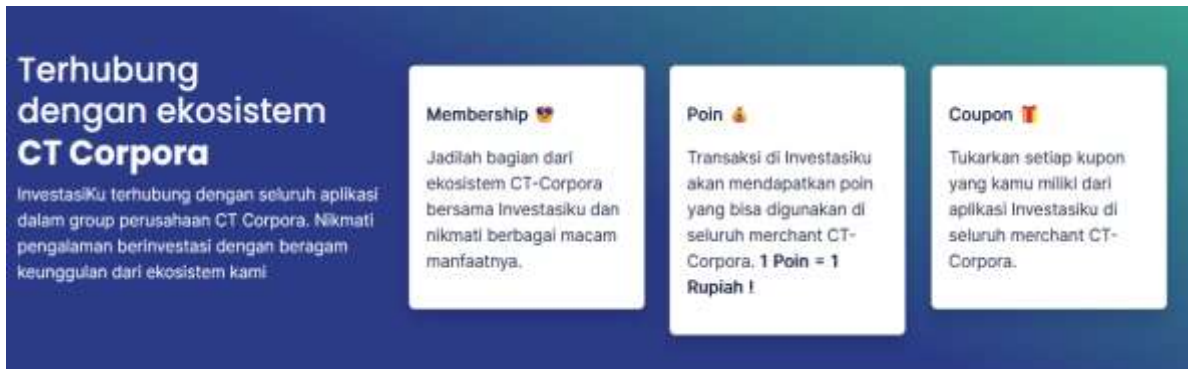 Terhubung
dengan ekosistem
CT Corpora
InvestasiKu terhubung dengan seluruh aplikasi
dalam group perusahaan CT Corpora. Nikmati
pengalaman berinvestasi dengan beragam
keunggulan dari ekosistem kami
Membership 😎
Jadilah bagian dari
ekosistem CT-Corpora
bersama Investasiku dan
nikmati berbagai macam
manfaatnya.
Poin 💰
Transaksi di Investasiku
akan mendapatkan poin
yang bisa digunakan di
seluruh merchant CT-
Corpora. 1 Poin = 1
Rupiah !
Coupon 🎁
Tukarkan setiap kupon
yang kamu miliki dari
aplikasi Investasiku di
seluruh merchant CT-
Corpora.